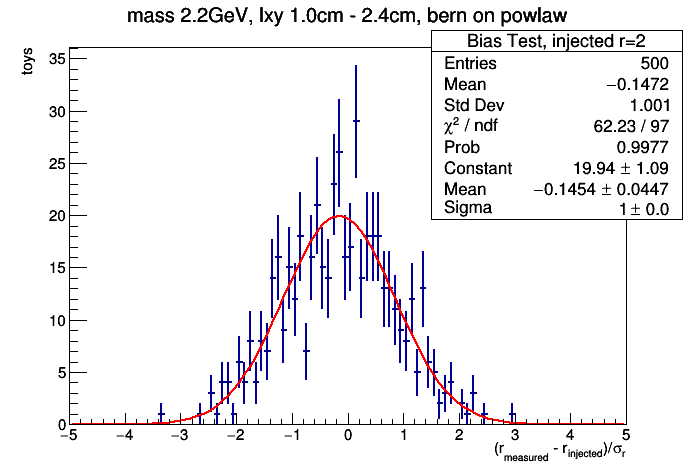 mass 2.2GeV, lxy 1.0cm - 2.4cm, bern on powlaw
Bias Test, injected r=2
Entries 500
Mean −0.1472
Std Dev 1.001
χ² / ndf 62.23 / 97
Prob 0.9977
Constant 19.94 ± 1.09
Mean −0.1454 ± 0.0447
Sigma 1 ± 0.0
toys
35
30
25
20
15
10
5
0
−5 −4 −3 −2 −1 0 1 2 3 4 5
(r_measured - r_injected)/σ_r